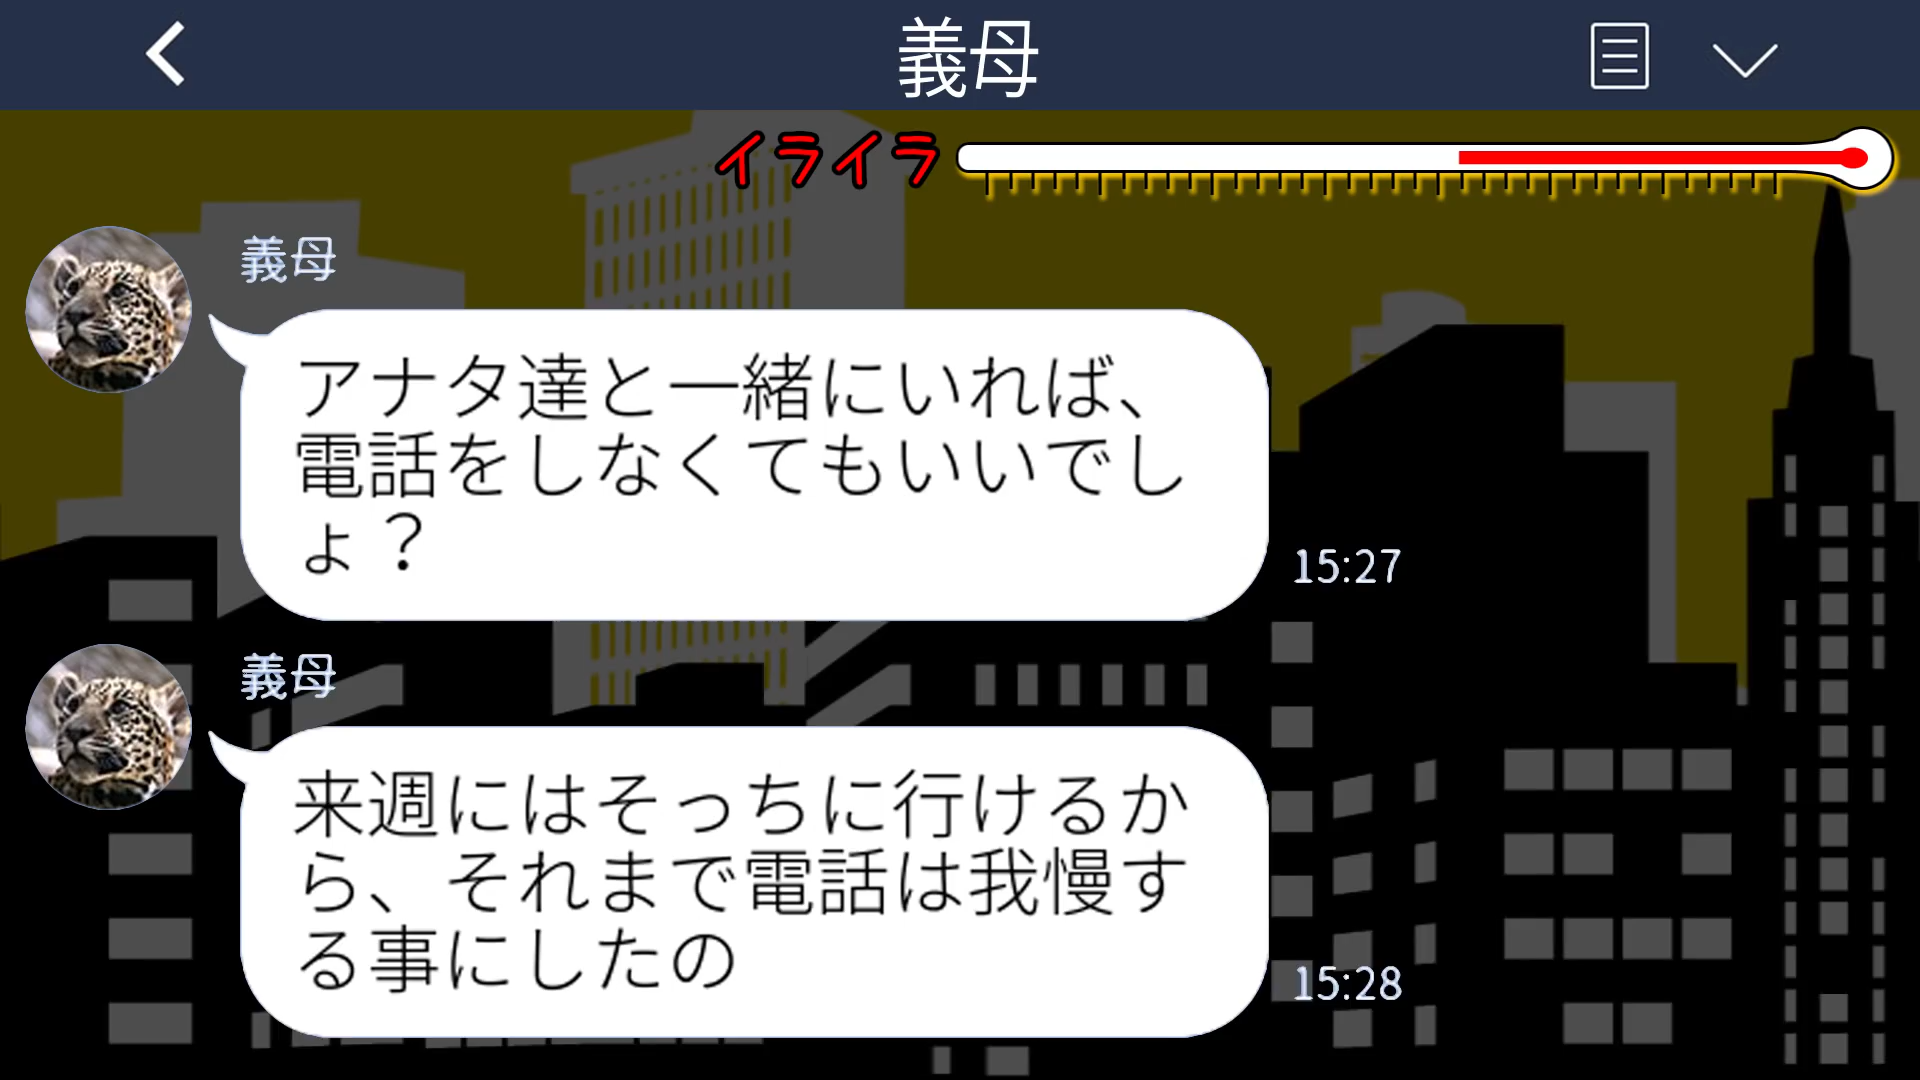 義母
イライラ
義母
アナタ達と一緒にいれば、
電話をしなくてもいいでし
ょ？
15:27
義母
来週にはそっちに行けるか
ら、それまで電話は我慢す
る事にしたの
15:28